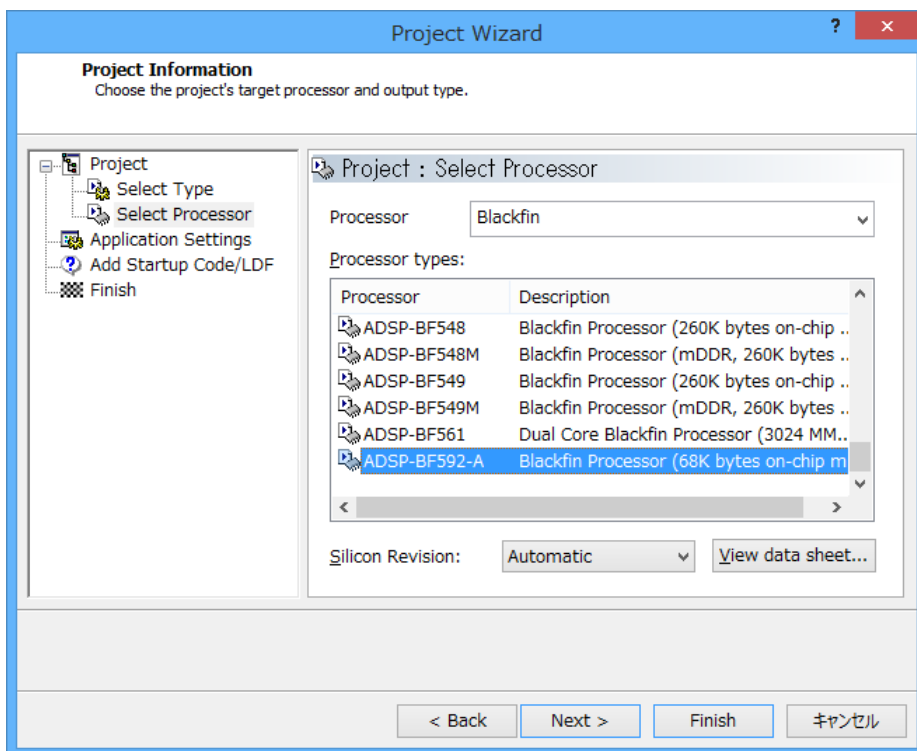 Project Wizard
?
×
Project Information
Choose the project's target processor and output type.
Project
Select Type
Select Processor
Application Settings
Add Startup Code/LDF
Finish
Project : Select Processor
Processor
Blackfin
Processor types:
Processor Description
ADSP-BF548 Blackfin Processor (260K bytes on-chip ..
ADSP-BF548M Blackfin Processor (mDDR, 260K bytes ..
ADSP-BF549 Blackfin Processor (260K bytes on-chip ..
ADSP-BF549M Blackfin Processor (mDDR, 260K bytes ..
ADSP-BF561 Dual Core Blackfin Processor (3024 MM..
ADSP-BF592-A Blackfin Processor (68K bytes on-chip m
Silicon Revision: Automatic View data sheet...
< Back Next > Finish キャンセル